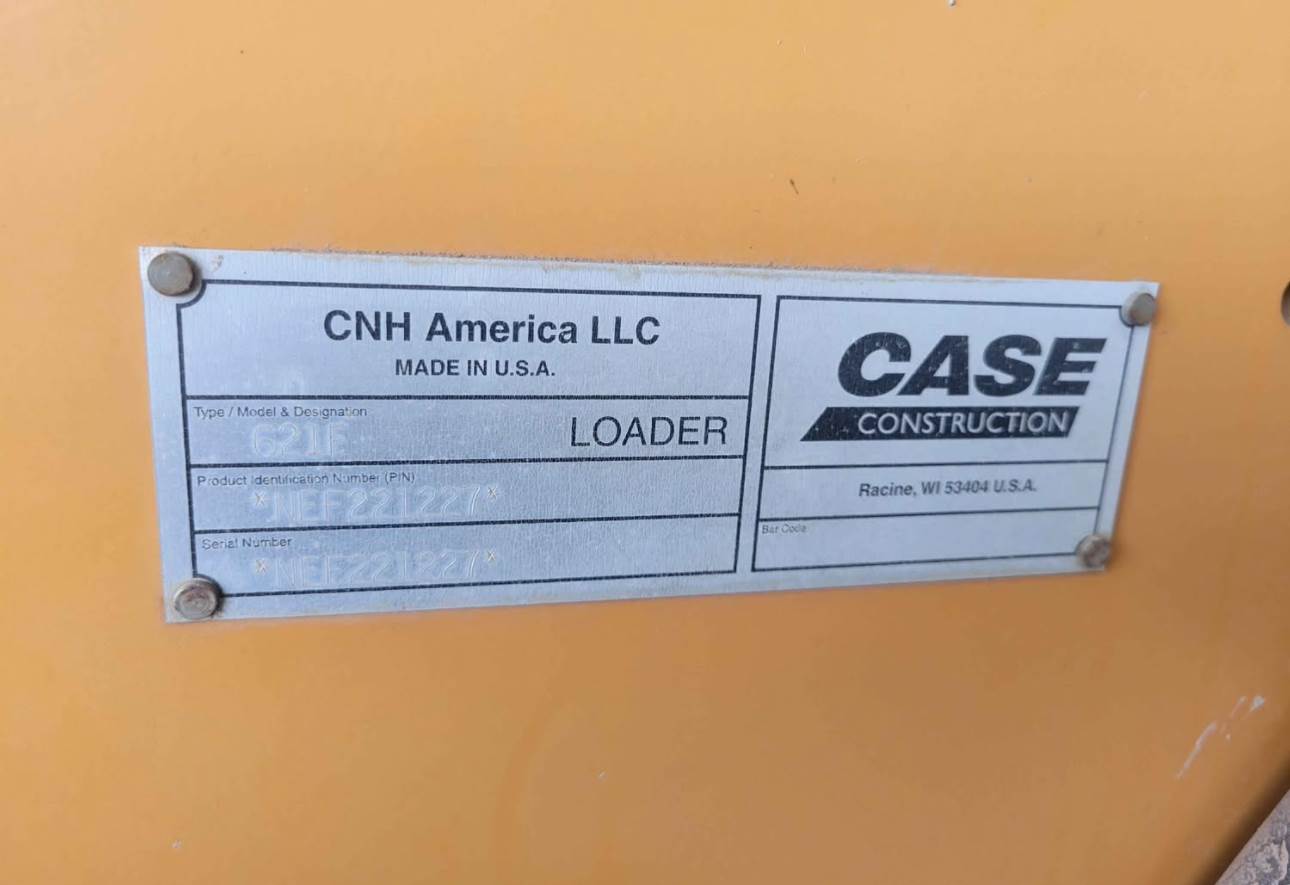 CNH America LLC
MADE IN U.S.A.
Type / Model & Designation
621F LOADER
Product Identification Number (PIN)
*NEF221227*
Serial Number
*NEF221227*
CASE
CONSTRUCTION
Racine, WI 53404 U.S.A.
Bar Code